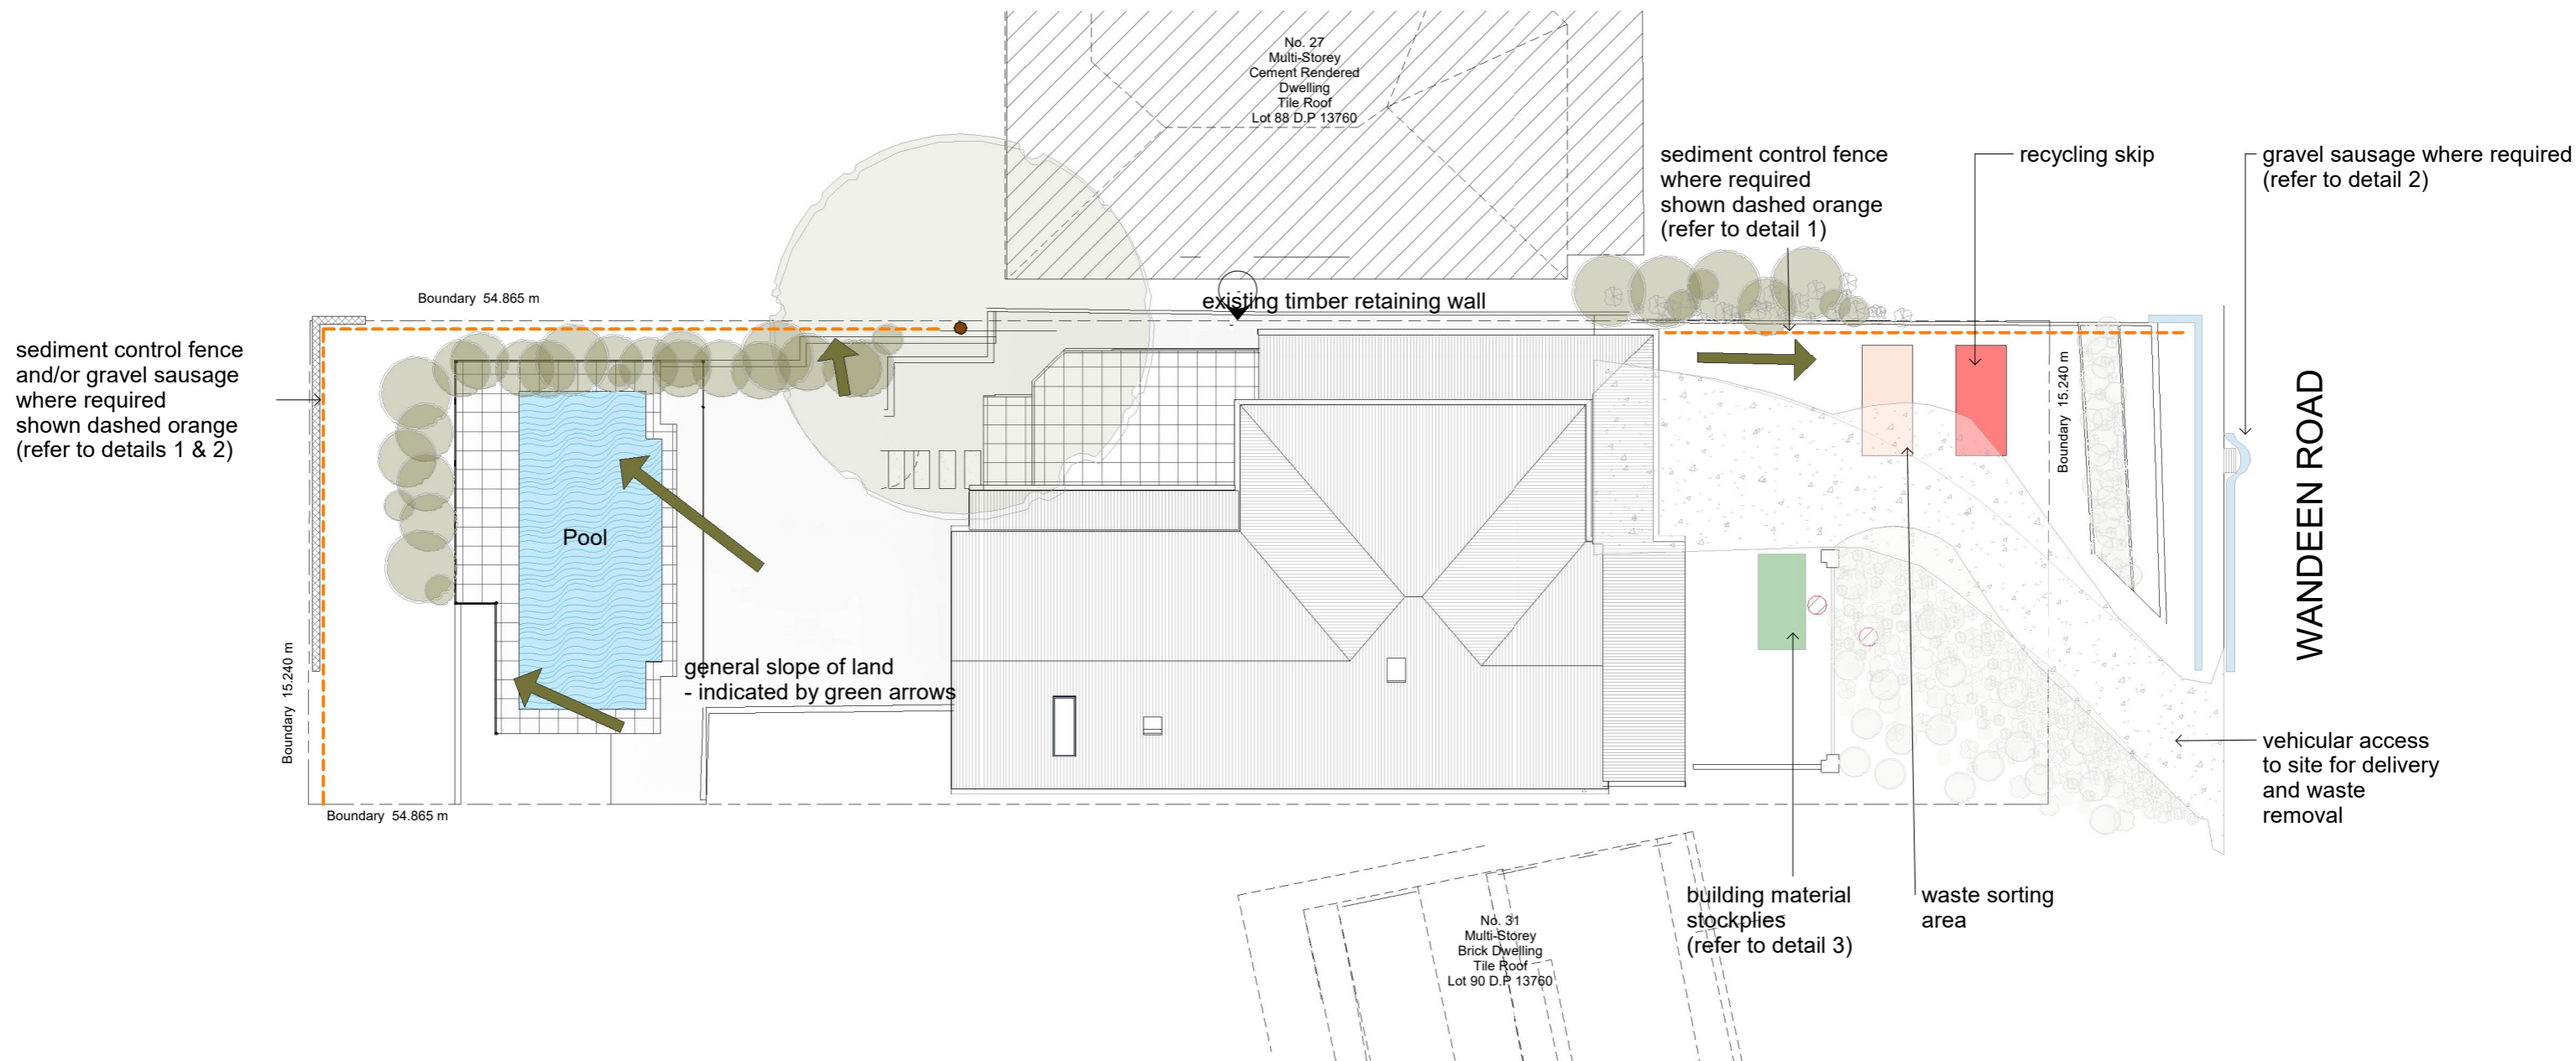 No. 27
Multi-Storey
Cement Rendered
Dwelling
Tile Roof
Lot 88 D.P 13760
sediment control fence
where required
shown dashed orange
(refer to detail 1)
recycling skip
gravel sausage where required
(refer to detail 2)
Boundary 54.865 m
existing timber retaining wall
sediment control fence
and/or gravel sausage
where required
shown dashed orange
(refer to details 1 & 2)
Boundary 15.240 m
WANDEEN ROAD
Pool
general slope of land
- indicated by green arrows
Boundary 15.240 m
Boundary 54.865 m
vehicular access
to site for delivery
and waste
removal
building material
stockplies
(refer to detail 3)
waste sorting
area
No. 31
Multi-Storey
Brick Dwelling
Tile Roof
Lot 90 D.P 13760